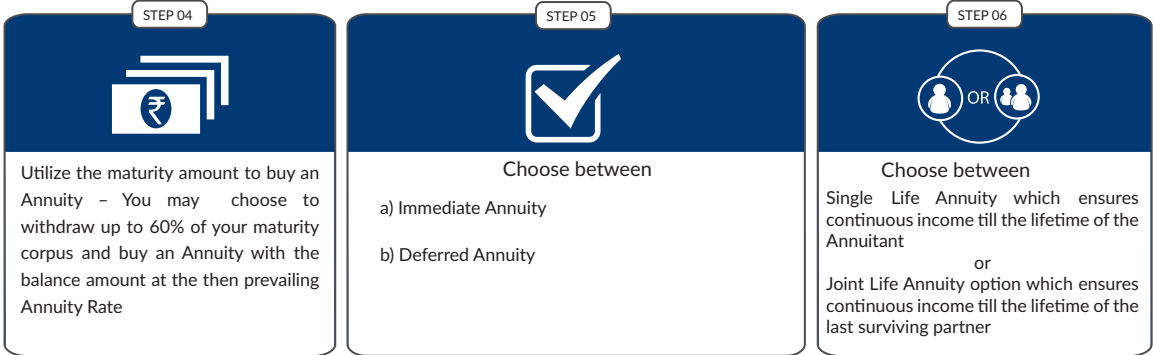 STEP 04
Utilize the maturity amount to buy an
Annuity – You may choose to
withdraw up to 60% of your maturity
corpus and buy an Annuity with the
balance amount at the then prevailing
Annuity Rate
STEP 05
Choose between
a) Immediate Annuity
b) Deferred Annuity
STEP 06
OR
Choose between
Single Life Annuity which ensures
continuous income till the lifetime of the
Annuitant
or
Joint Life Annuity option which ensures
continuous income till the lifetime of the
last surviving partner